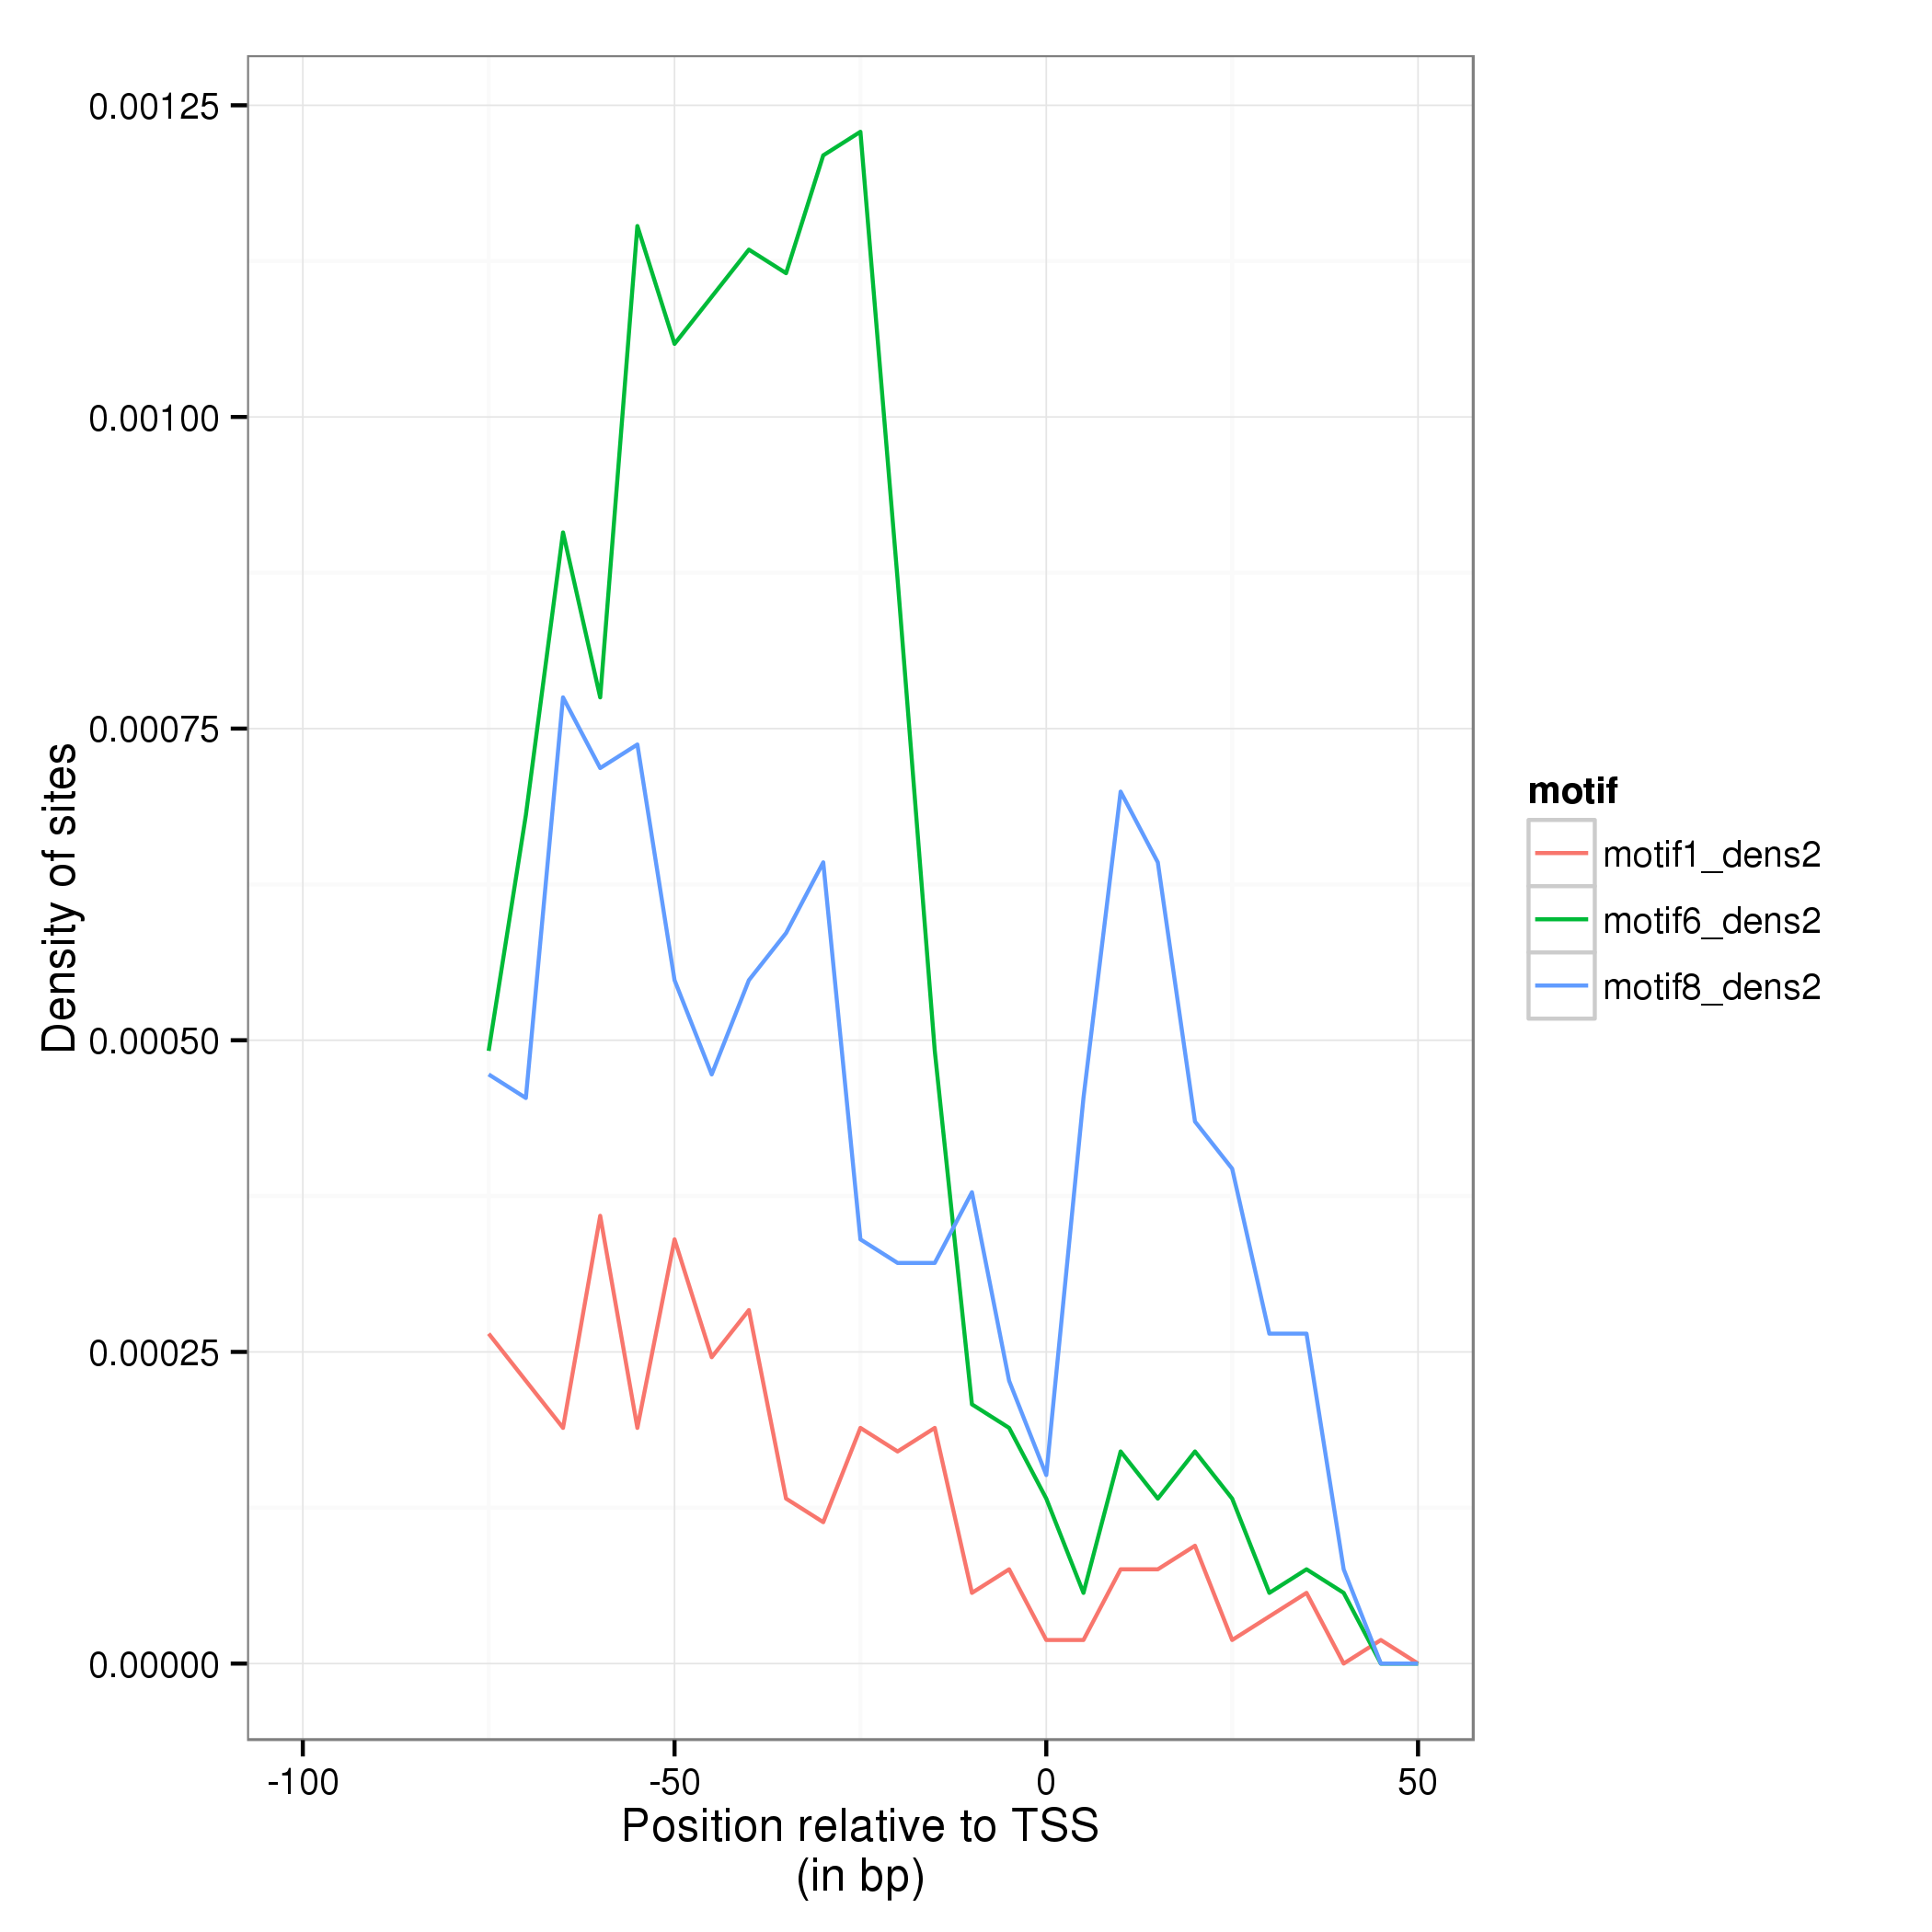 0.00125
0.00100
0.00075
0.00050
0.00025
0.00000
Density of sites
-100
-50
0
50
Position relative to TSS
(in bp)
motif
motif1_dens2
motif6_dens2
motif8_dens2